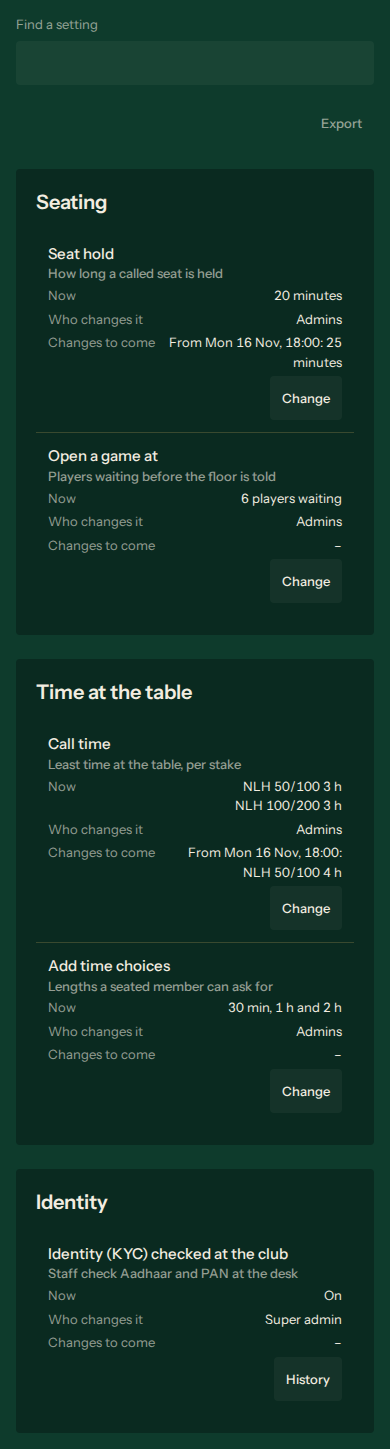 Find a setting
Export
Seating
Seat hold
How long a called seat is held
Now 20 minutes
Who changes it Admins
Changes to come From Mon 16 Nov, 18:00: 25
minutes
Change
Open a game at
Players waiting before the floor is told
Now 6 players waiting
Who changes it Admins
Changes to come –
Change
Time at the table
Call time
Least time at the table, per stake
Now NLH 50/100 3 h
NLH 100/200 3 h
Who changes it Admins
Changes to come From Mon 16 Nov, 18:00:
NLH 50/100 4 h
Change
Add time choices
Lengths a seated member can ask for
Now 30 min, 1 h and 2 h
Who changes it Admins
Changes to come –
Change
Identity
Identity (KYC) checked at the club
Staff check Aadhaar and PAN at the desk
Now On
Who changes it Super admin
Changes to come –
History